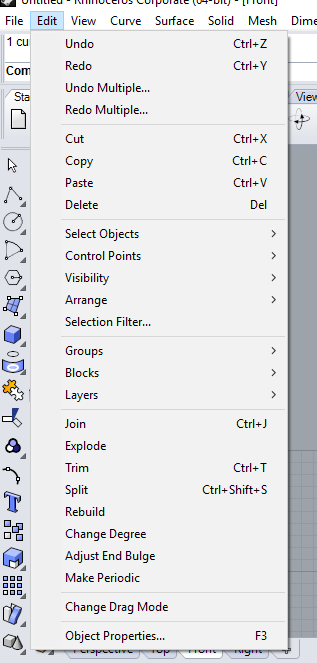 Untitled - Rhinoceros Corporate (64-bit) - [Front]
Edit View Curve Surface Solid Mesh Dime
1 cur
Com
Sta
View
Undo Ctrl+Z
Redo Ctrl+Y
Undo Multiple...
Redo Multiple...
Cut Ctrl+X
Copy Ctrl+C
Paste Ctrl+V
Delete Del
Select Objects >
Control Points >
Visibility >
Arrange >
Selection Filter...
Groups >
Blocks >
Layers >
Join Ctrl+J
Explode
Trim Ctrl+T
Split Ctrl+Shift+S
Rebuild
Change Degree
Adjust End Bulge
Make Periodic
Change Drag Mode
Object Properties... F3
Perspective Top Front Right